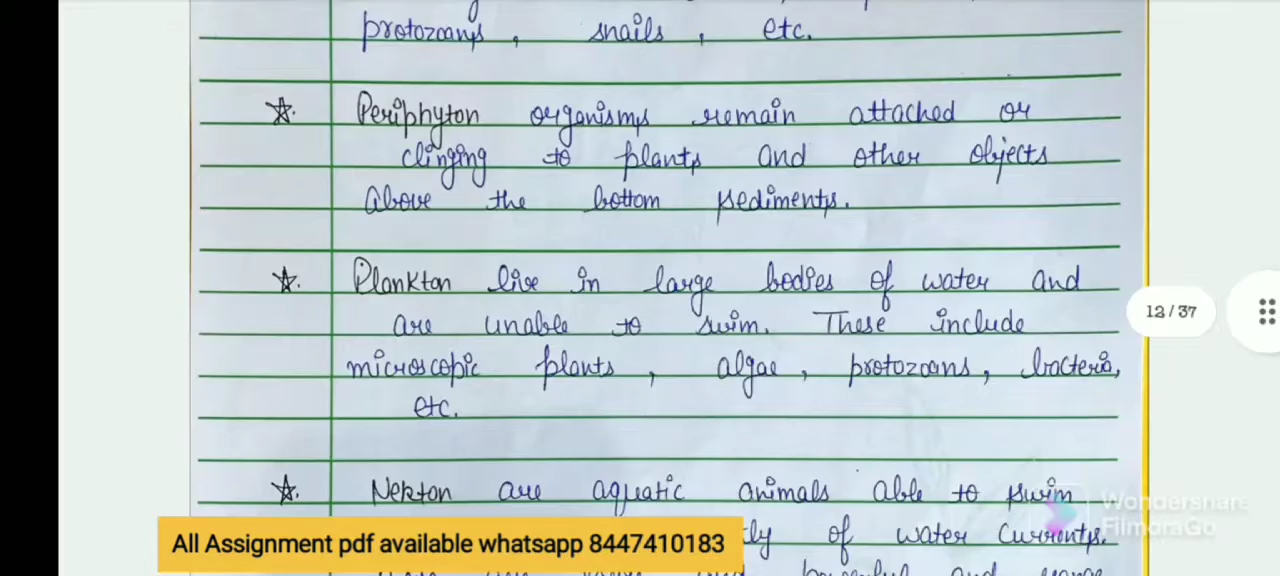 protozoans, snails, etc.
☆. Periphyton organisms remain attached or
clinging to plants and other objects
above the bottom sediments.
☆. Plankton live in large bodies of water and
are unable to swim. These include
microscopic plants, algae, protozoans, bacteria,
etc.
12 / 37
☆. Nekton are aquatic animals able to swim
Wondershare
FilmoraGo
tly of water currents.
All Assignment pdf available whatsapp 8447410183
and